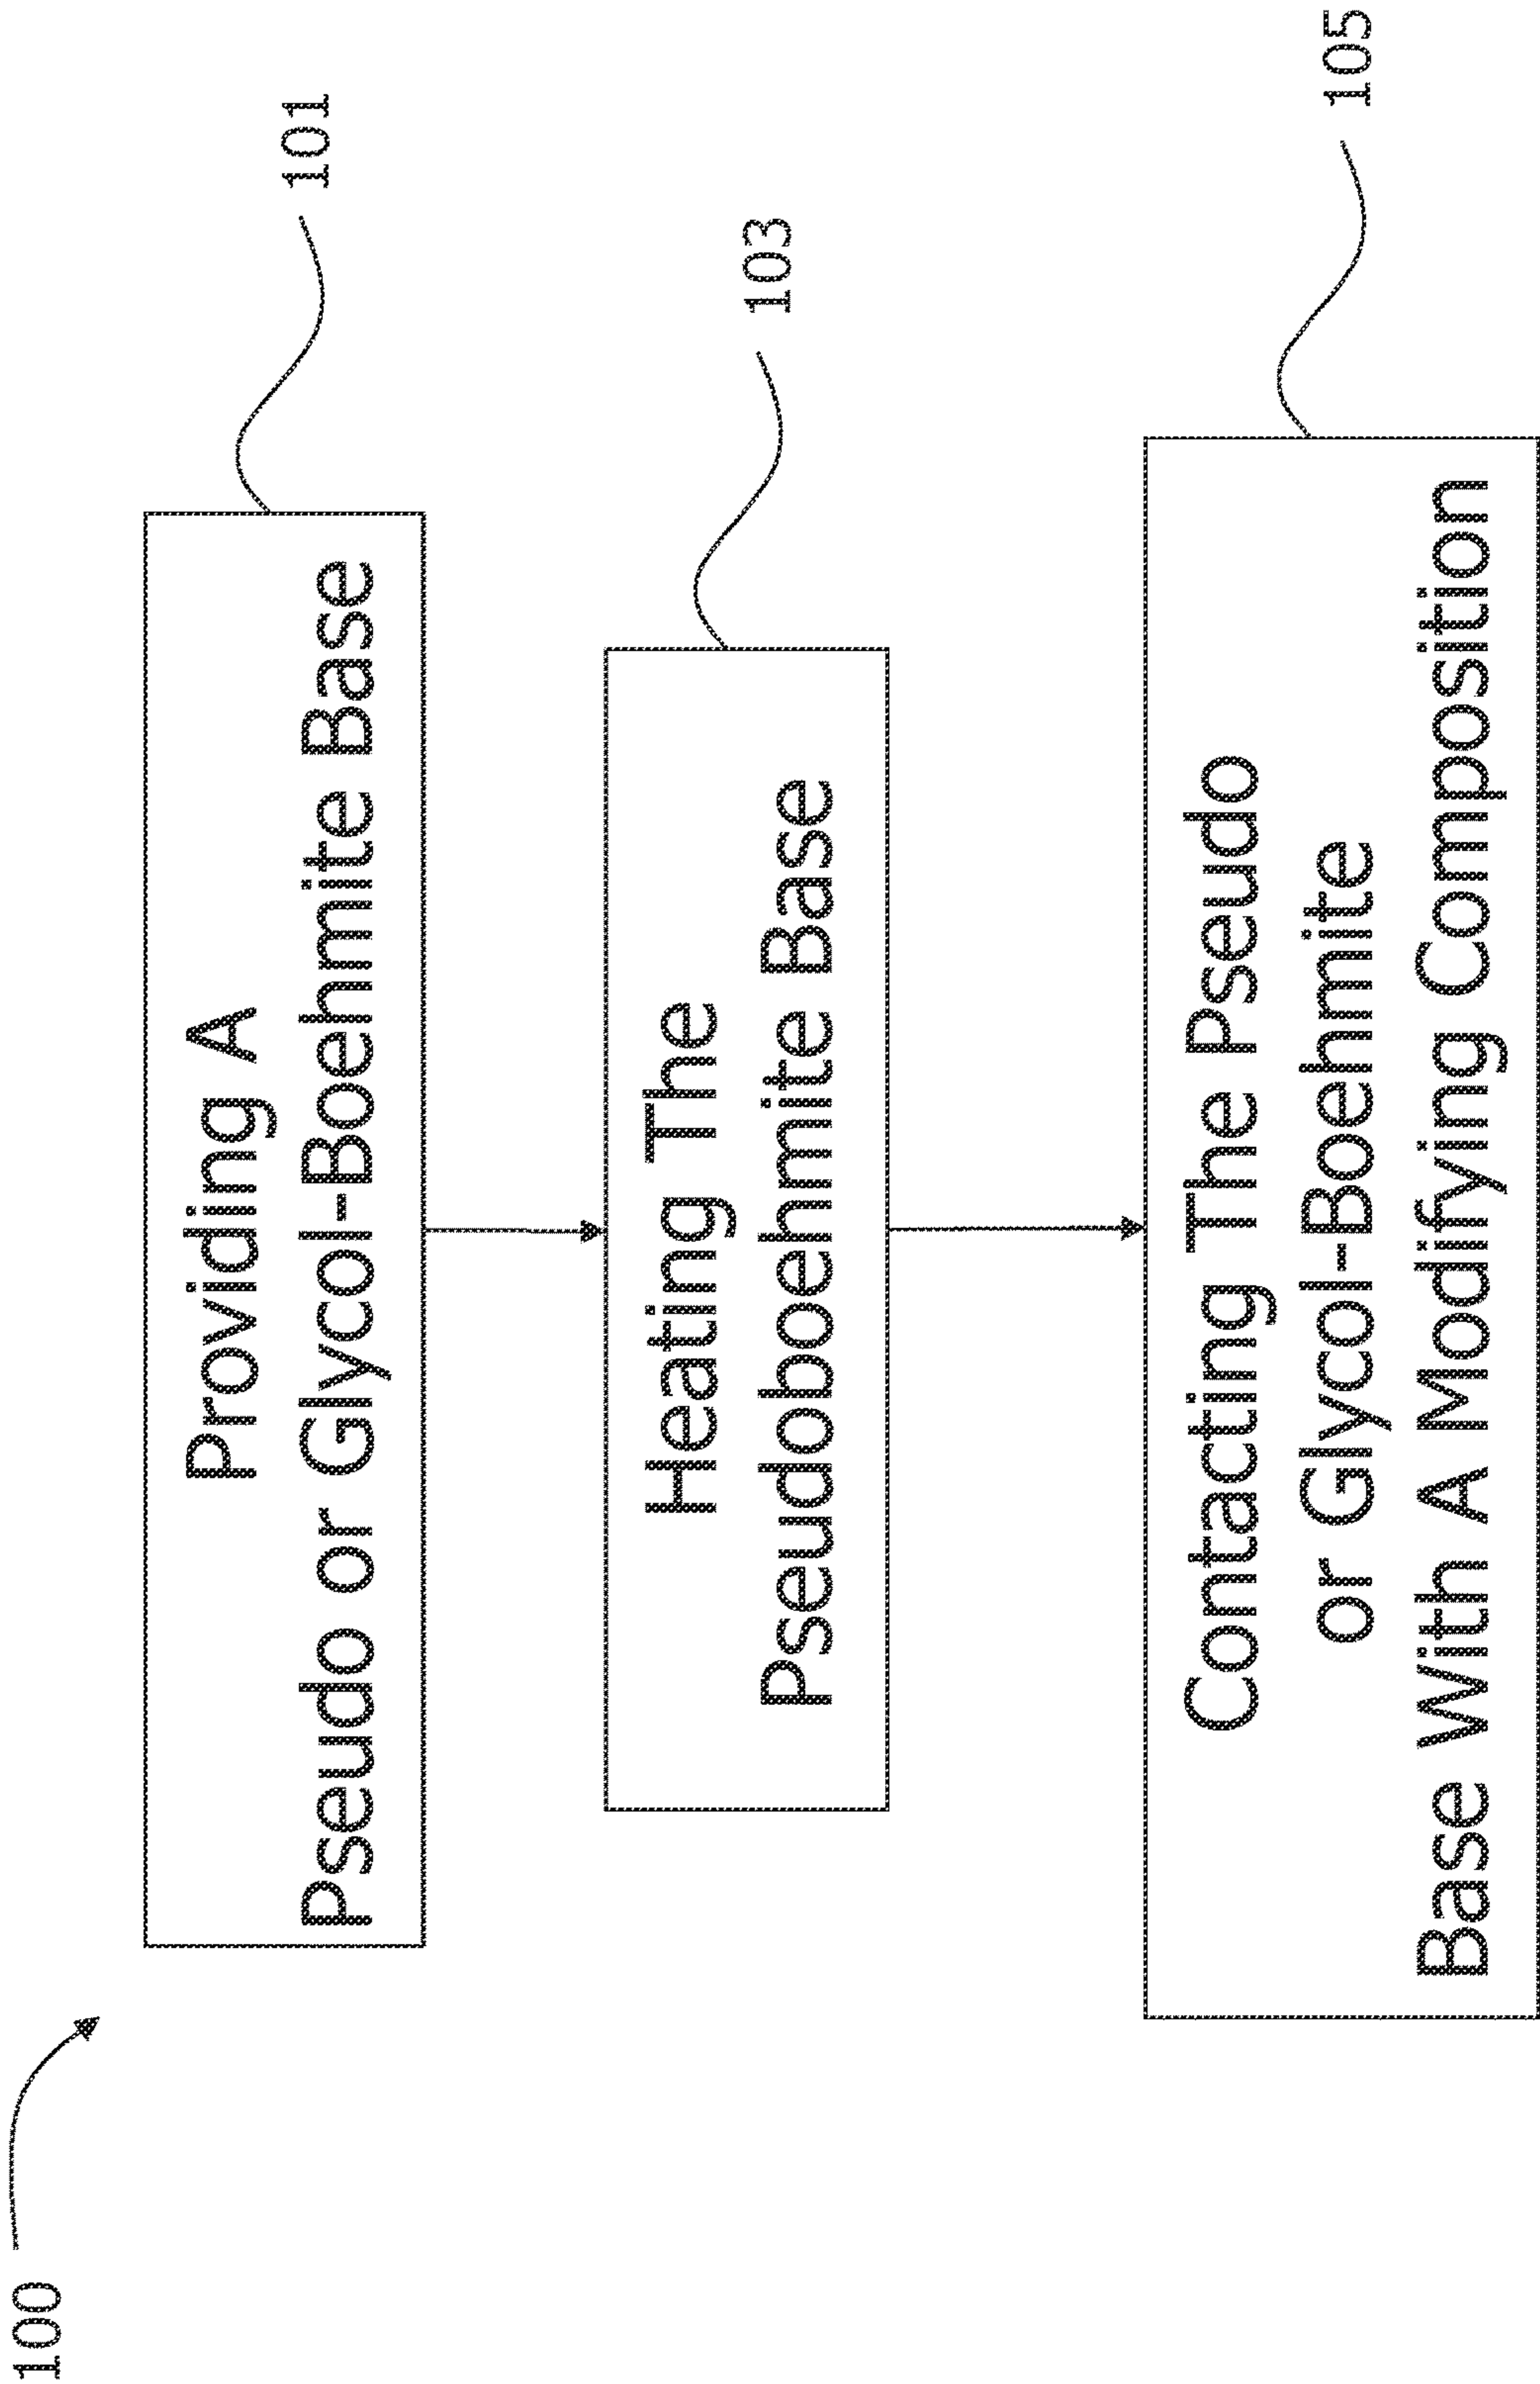 100
Providing A
Pseudo or Glycol-Boehmite Base
101
Heating The
Pseudoboehmite Base
103
Contacting The Pseudo
or Glycol-Boehmite
Base With A Modifying Composition
105